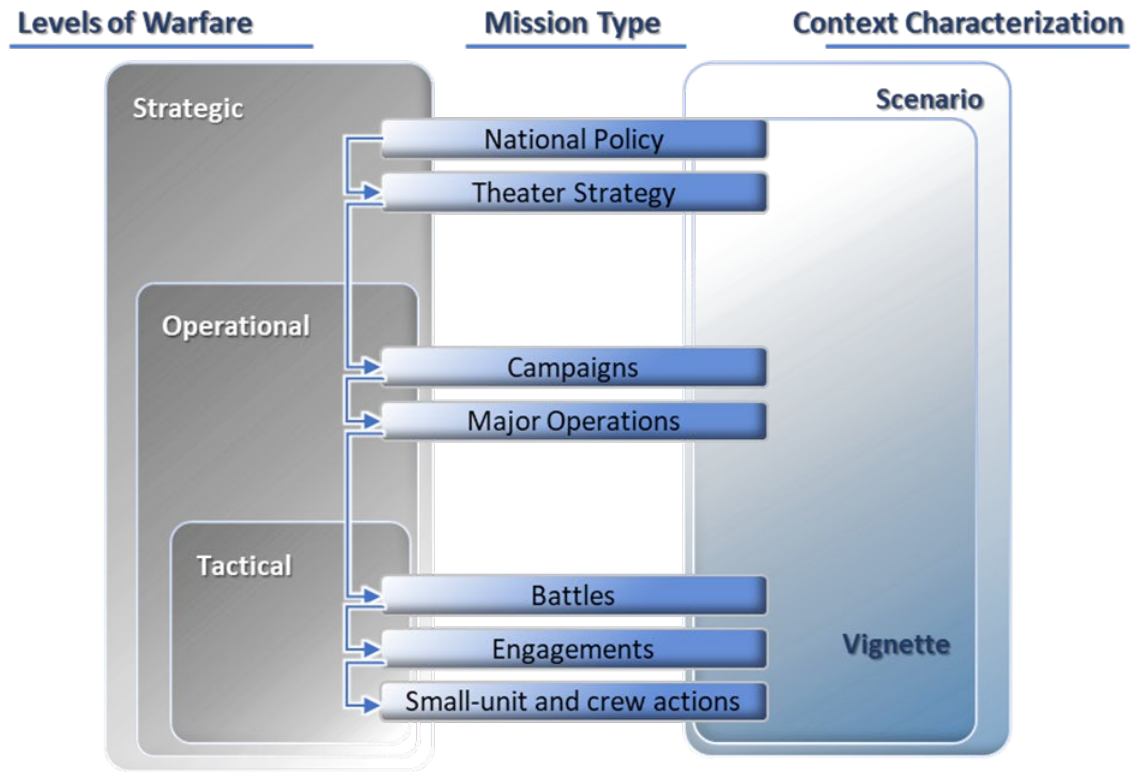 Levels of Warfare
Mission Type
Context Characterization
Strategic
Scenario
National Policy
Theater Strategy
Operational
Campaigns
Major Operations
Tactical
Battles
Engagements
Vignette
Small-unit and crew actions